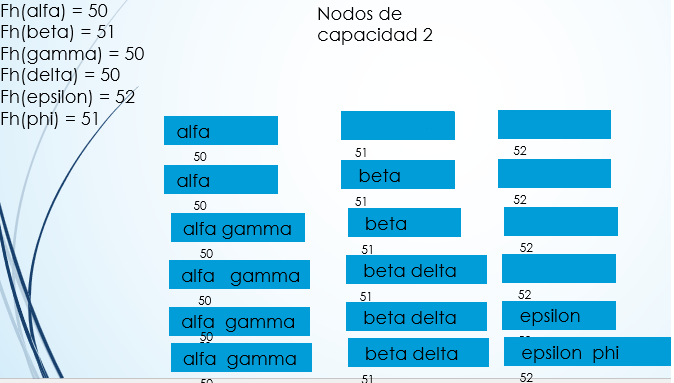 Fh(alfa) = 50
Fh(beta) = 51
Fh(gamma) = 50
Fh(delta) = 50
Fh(epsilon) = 52
Fh(phi) = 51
Nodos de
capacidad 2
alfa
50 51 52
alfa beta
50 51 52
alfa gamma beta
50 51 52
alfa gamma beta delta
50 51 52
alfa gamma beta delta epsilon
50
alfa gamma beta delta epsilon phi
50 51 52